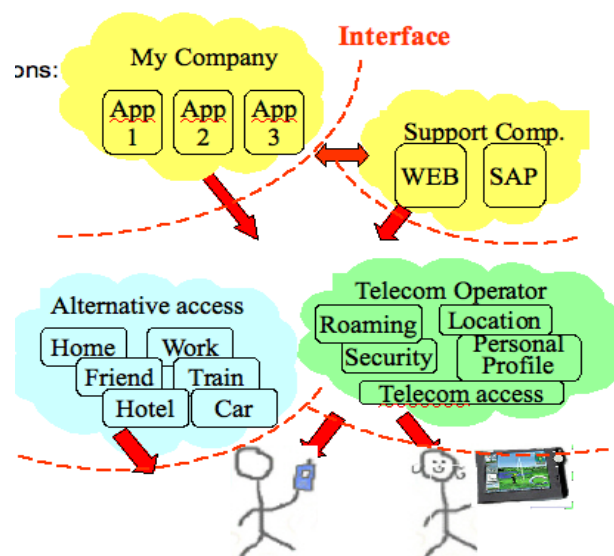 Interface
ons:
My Company
App
1
App
2
App
3
Support Comp.
WEB
SAP
Alternative access
Home
Work
Friend
Train
Hotel
Car
Telecom Operator
Roaming
Location
Security
Personal
Profile
Telecom access